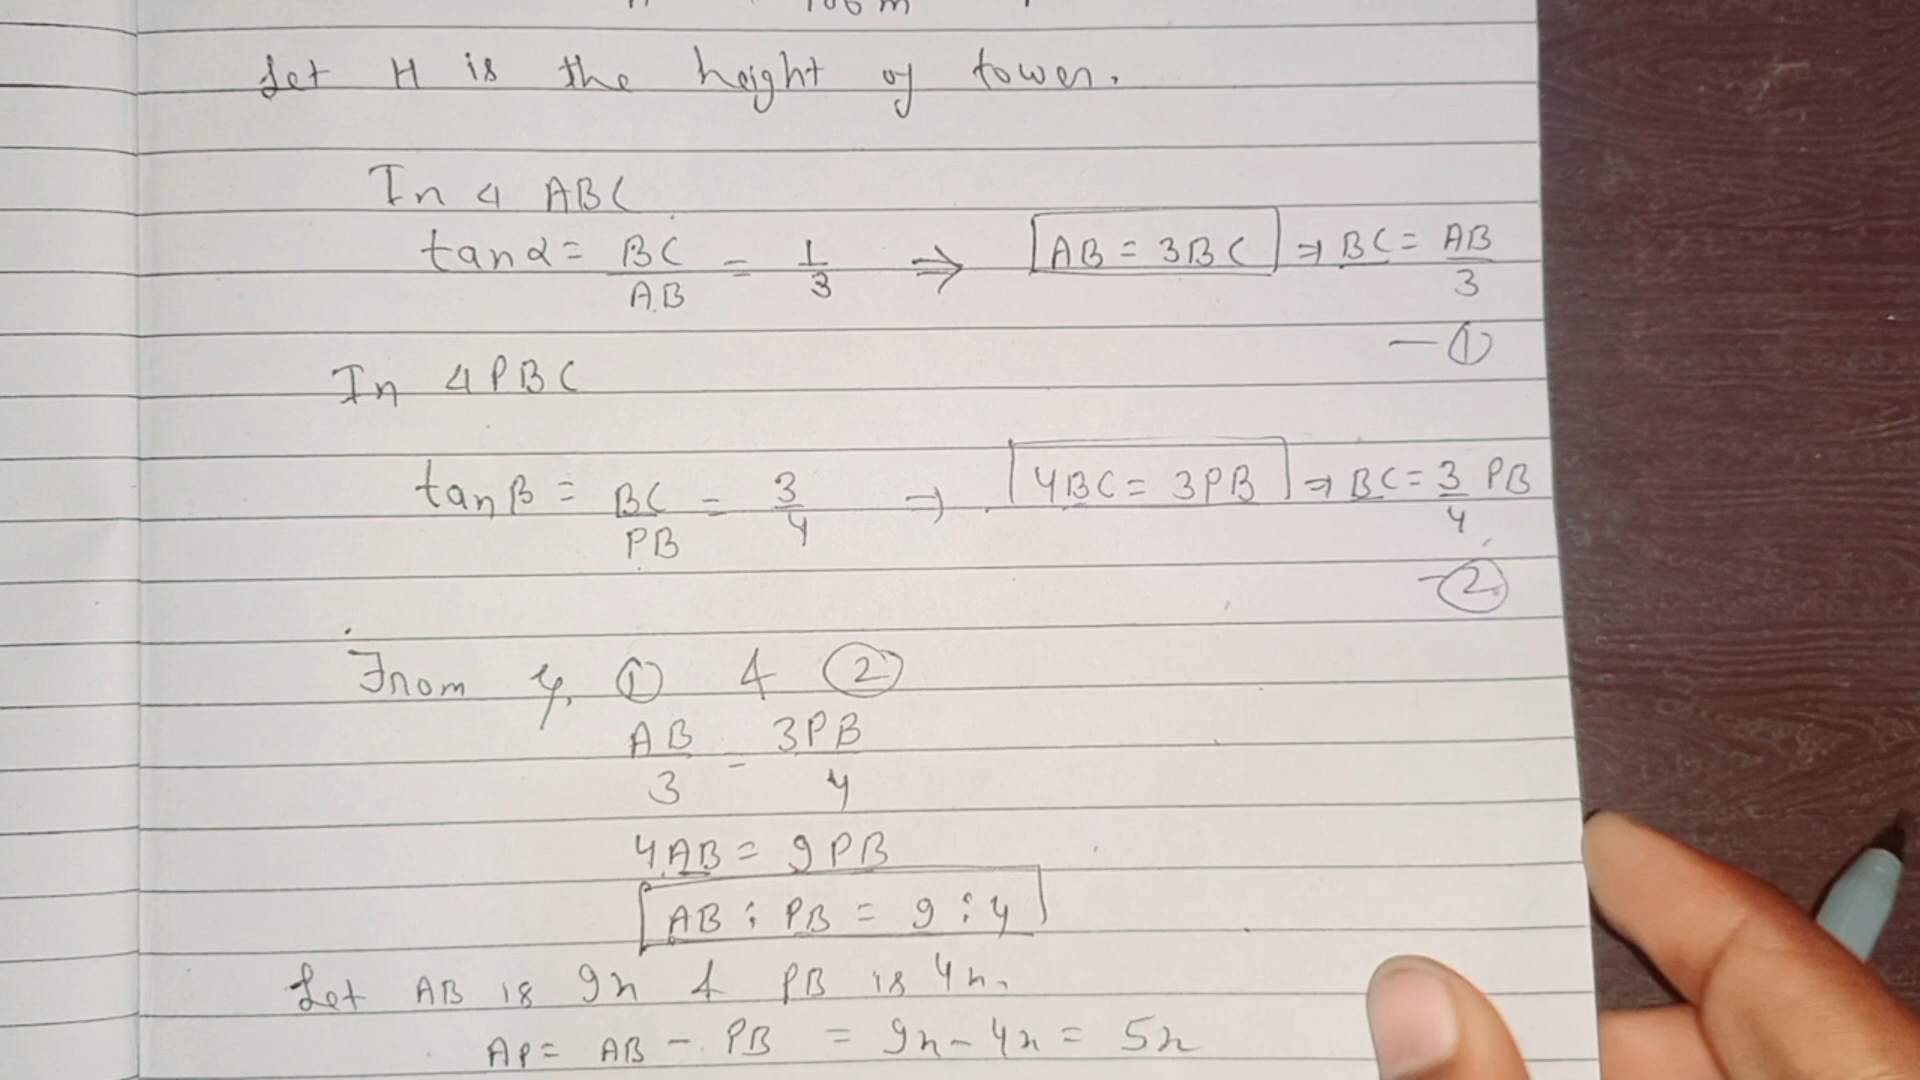 Let H is the height of tower.
In △ ABC
tanα = BC/AB = 1/3 ⇒ AB = 3BC ⇒ BC = AB/3
— ①
In △PBC
tanβ = BC/PB = 3/4 ⇒ 4BC = 3PB ⇒ BC = 3/4 PB
— ②
From eq. ① & ②
AB/3 = 3PB/4
4AB = 9PB
AB : PB = 9 : 4
Let AB is 9x & PB is 4x.
AP = AB - PB = 9x - 4x = 5x